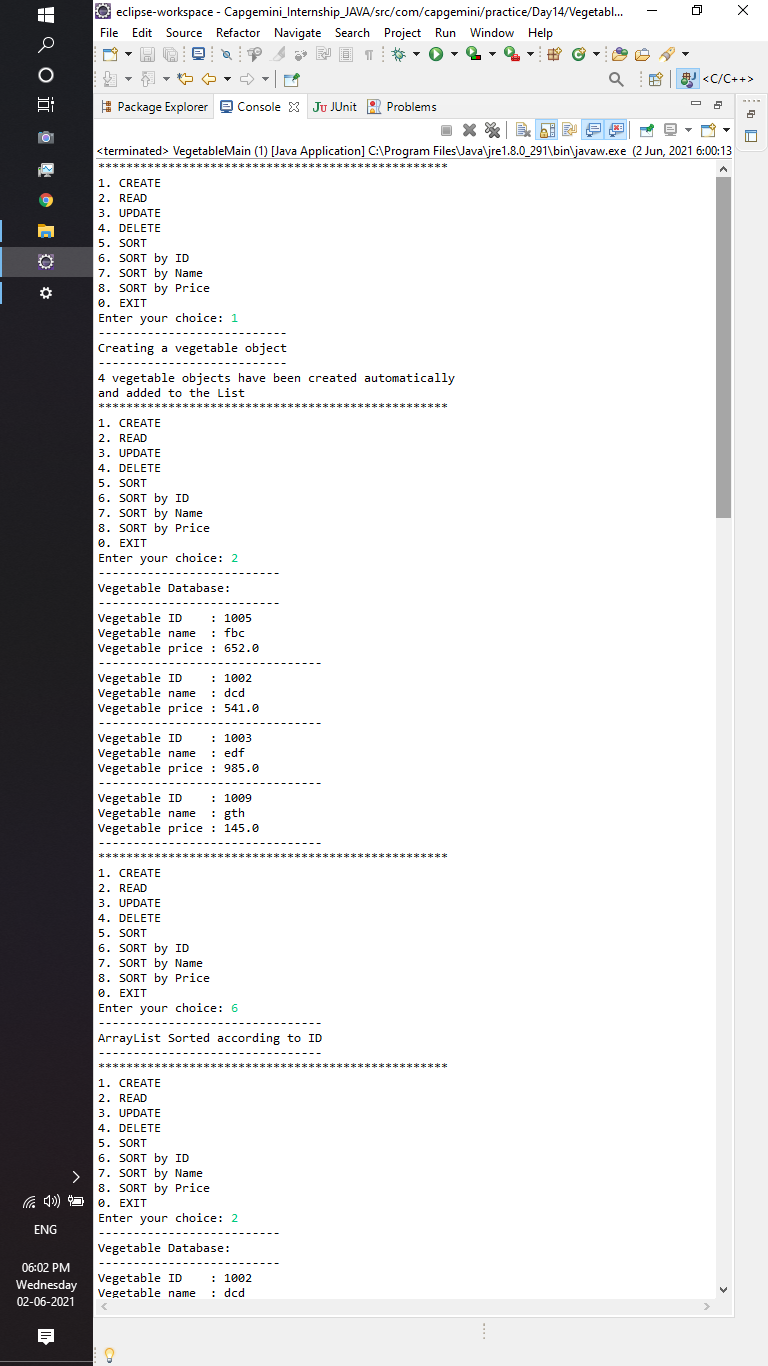 eclipse-workspace - Capgemini_Internship_JAVA/src/com/capgemini/practice/Day14/Vegetabl...
File Edit Source Refactor Navigate Search Project Run Window Help
<C/C++>
Package Explorer Console JUnit Problems
<terminated> VegetableMain (1) [Java Application] C:\Program Files\Java\jre1.8.0_291\bin\javaw.exe (2 Jun, 2021 6:00:13
**************************************************
1. CREATE
2. READ
3. UPDATE
4. DELETE
5. SORT
6. SORT by ID
7. SORT by Name
8. SORT by Price
0. EXIT
Enter your choice: 1
---------------------------
Creating a vegetable object
---------------------------
4 vegetable objects have been created automatically
and added to the List
**************************************************
1. CREATE
2. READ
3. UPDATE
4. DELETE
5. SORT
6. SORT by ID
7. SORT by Name
8. SORT by Price
0. EXIT
Enter your choice: 2
--------------------------
Vegetable Database:
--------------------------
Vegetable ID    : 1005
Vegetable name  : fbc
Vegetable price : 652.0
--------------------------------
Vegetable ID    : 1002
Vegetable name  : dcd
Vegetable price : 541.0
--------------------------------
Vegetable ID    : 1003
Vegetable name  : edf
Vegetable price : 985.0
--------------------------------
Vegetable ID    : 1009
Vegetable name  : gth
Vegetable price : 145.0
--------------------------------
**************************************************
1. CREATE
2. READ
3. UPDATE
4. DELETE
5. SORT
6. SORT by ID
7. SORT by Name
8. SORT by Price
0. EXIT
Enter your choice: 6
--------------------------------
ArrayList Sorted according to ID
--------------------------------
**************************************************
1. CREATE
2. READ
3. UPDATE
4. DELETE
5. SORT
6. SORT by ID
7. SORT by Name
8. SORT by Price
0. EXIT
Enter your choice: 2
--------------------------
Vegetable Database:
--------------------------
Vegetable ID    : 1002
Vegetable name  : dcd
ENG
06:02 PM
Wednesday
02-06-2021